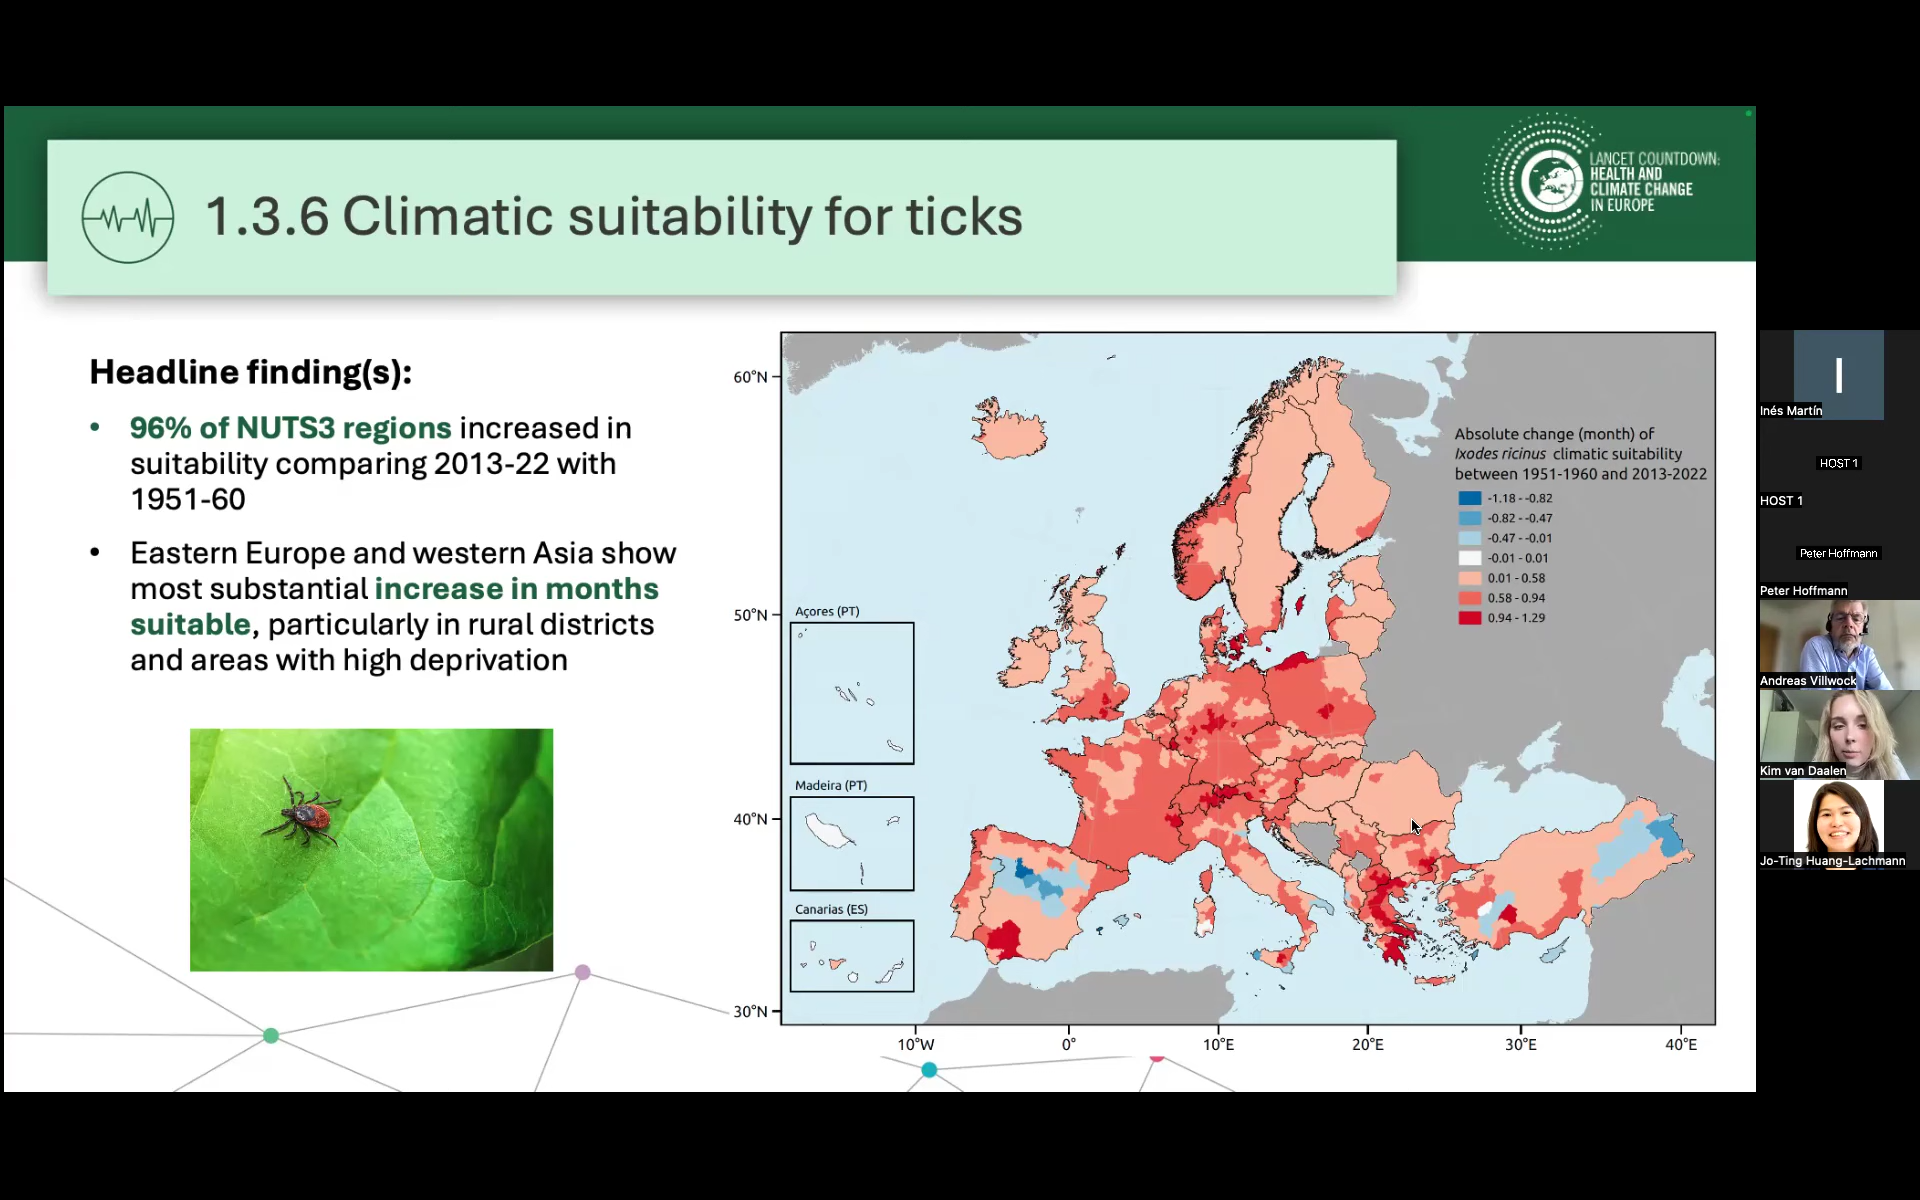 1.3.6 Climatic suitability for ticks
LANCET COUNTDOWN:
HEALTH AND
CLIMATE CHANGE
IN EUROPE
Headline finding(s):
• 96% of NUTS3 regions increased in
suitability comparing 2013-22 with
1951-60
• Eastern Europe and western Asia show
most substantial increase in months
suitable, particularly in rural districts
and areas with high deprivation
60°N
50°N
40°N
30°N
10°W
0°
10°E
20°E
30°E
40°E
Açores (PT)
Madeira (PT)
Canarias (ES)
Absolute change (month) of
Ixodes ricinus climatic suitability
between 1951-1960 and 2013-2022
-1.18 - -0.82
-0.82 - -0.47
-0.47 - -0.01
-0.01 - 0.01
0.01 - 0.58
0.58 - 0.94
0.94 - 1.29
I
Inés Martín
HOST 1
HOST 1
Peter Hoffmann
Peter Hoffmann
Andreas Villwock
Kim van Daalen
Jo-Ting Huang-Lachmann